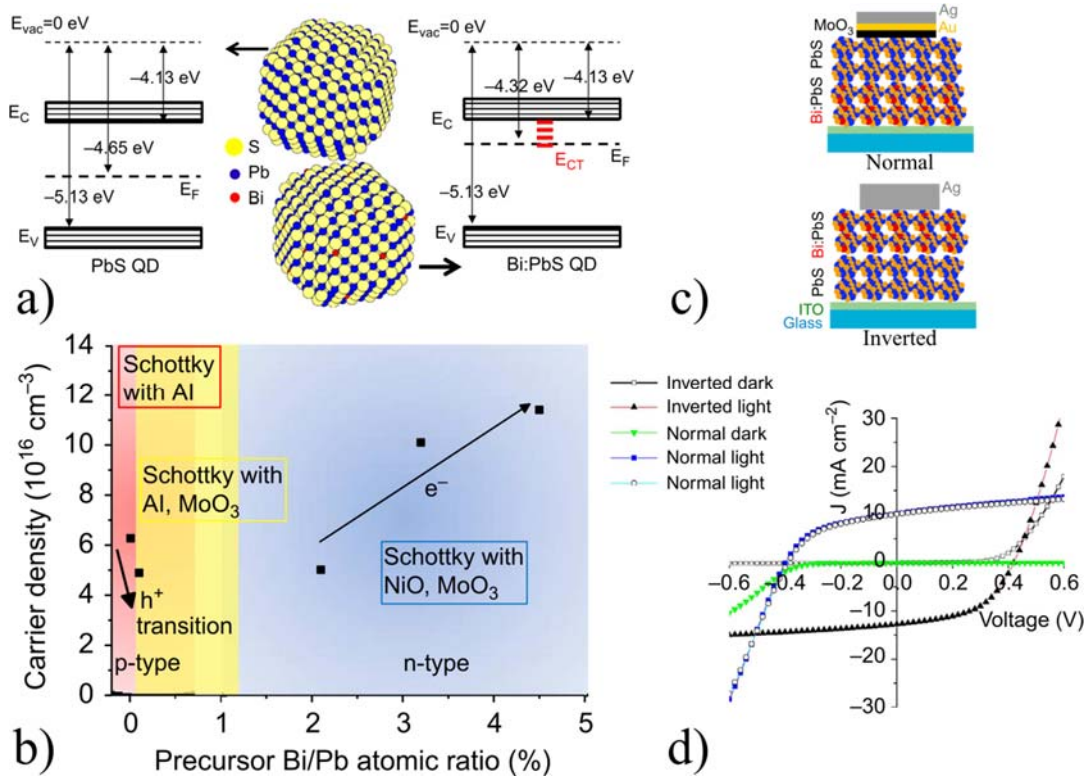 E_vac=0 eV
−4.13 eV
E_C
−4.65 eV
E_F
−5.13 eV
E_V
PbS QD
S
Pb
Bi
E_vac=0 eV
−4.13 eV
−4.32 eV
E_C
E_CT
E_F
−5.13 eV
E_V
Bi:PbS QD
a)
Ag
MoO₃
Au
PbS
Bi:PbS
Normal
Ag
Bi:PbS
PbS
ITO
Glass
Inverted
c)
14
12
10
8
6
4
2
0
Carrier density (10¹⁶ cm⁻³)
Schottky
with Al
Schottky with
Al, MoO₃
e⁻
Schottky with
NiO, MoO₃
h⁺
transition
p-type
n-type
0
1
2
3
4
5
Precursor Bi/Pb atomic ratio (%)
b)
Inverted dark
Inverted light
Normal dark
Normal light
Normal light
J (mA cm⁻²)
30
20
10
0
−0.6
−0.4
−0.2
0.0
0.2
0.4
0.6
−10
Voltage (V)
−20
−30
d)